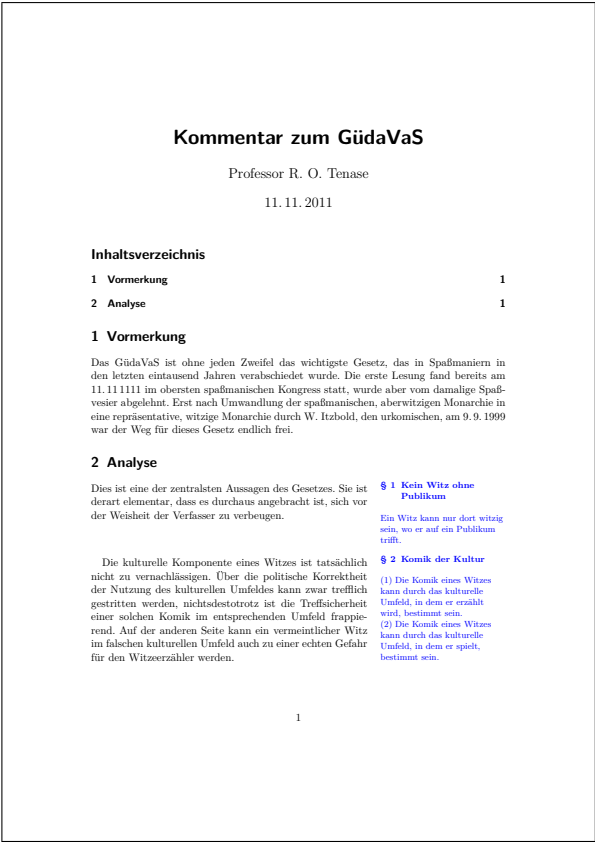 Kommentar zum GüdaVaS
Professor R. O. Tenase
11. 11. 2011
Inhaltsverzeichnis
1 Vormerkung 1
2 Analyse 1
1 Vormerkung
Das GüdaVaS ist ohne jeden Zweifel das wichtigste Gesetz, das in Spaßmaniern in
den letzten eintausend Jahren verabschiedet wurde. Die erste Lesung fand bereits am
11. 11 1111 im obersten spaßmanischen Kongress statt, wurde aber vom damalige Spaß-
vesier abgelehnt. Erst nach Umwandlung der spaßmanischen, aberwitzigen Monarchie in
eine repräsentative, witzige Monarchie durch W. Itzbold, den urkomischen, am 9. 9. 1999
war der Weg für dieses Gesetz endlich frei.
2 Analyse
Dies ist eine der zentralsten Aussagen des Gesetzes. Sie ist
derart elementar, dass es durchaus angebracht ist, sich vor
der Weisheit der Verfasser zu verbeugen.
§ 1 Kein Witz ohne
Publikum
Ein Witz kann nur dort witzig
sein, wo er auf ein Publikum
trifft.
Die kulturelle Komponente eines Witzes ist tatsächlich
nicht zu vernachlässigen. Über die politische Korrektheit
der Nutzung des kulturellen Umfeldes kann zwar trefflich
gestritten werden, nichtsdestotrotz ist die Treffsicherheit
einer solchen Komik im entsprechenden Umfeld frappie-
rend. Auf der anderen Seite kann ein vermeintlicher Witz
im falschen kulturellen Umfeld auch zu einer echten Gefahr
für den Witzeerzähler werden.
§ 2 Komik der Kultur
(1) Die Komik eines Witzes
kann durch das kulturelle
Umfeld, in dem er erzählt
wird, bestimmt sein.
(2) Die Komik eines Witzes
kann durch das kulturelle
Umfeld, in dem er spielt,
bestimmt sein.
1